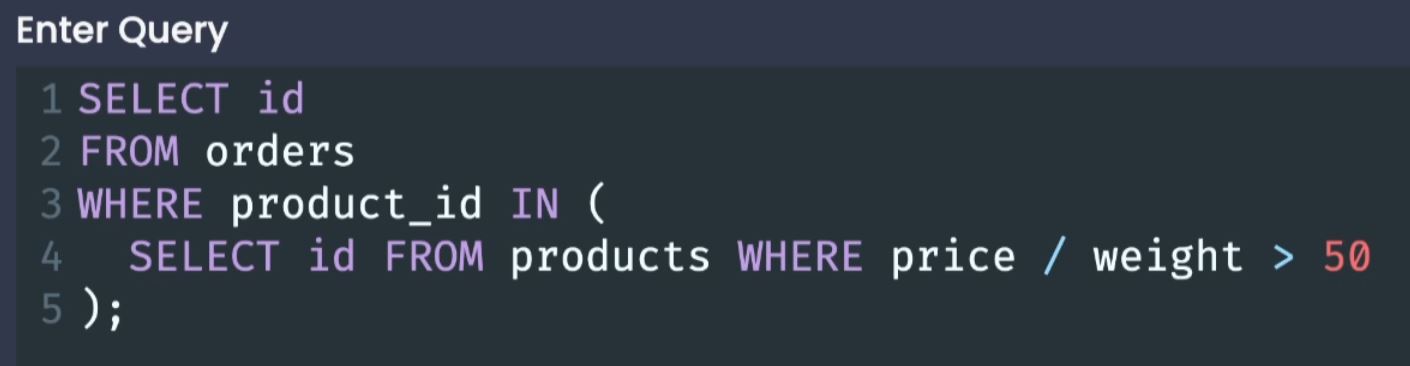 Enter Query
1 SELECT id
2 FROM orders
3 WHERE product_id IN (
4 SELECT id FROM products WHERE price / weight > 50
5 );